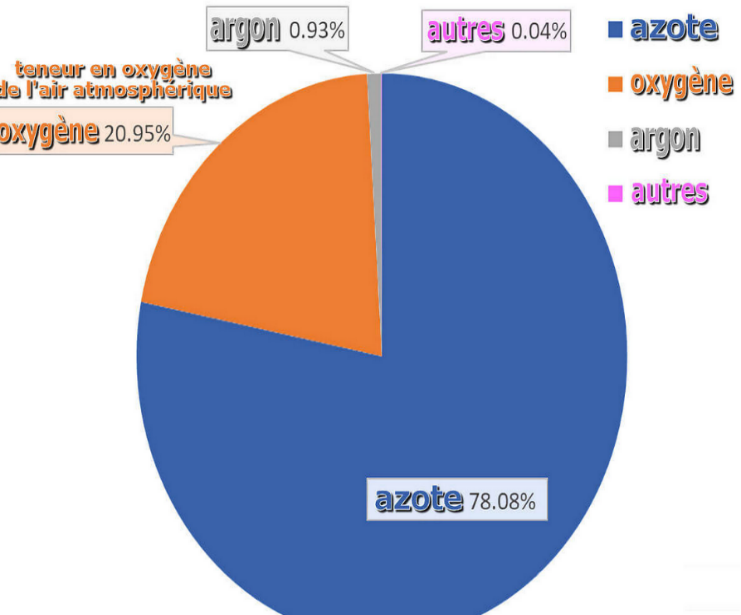 argon 0.93%
autres 0.04%
teneur en oxygène
de l'air atmosphérique
oxygène 20.95%
azote
oxygène
argon
autres
azote 78.08%